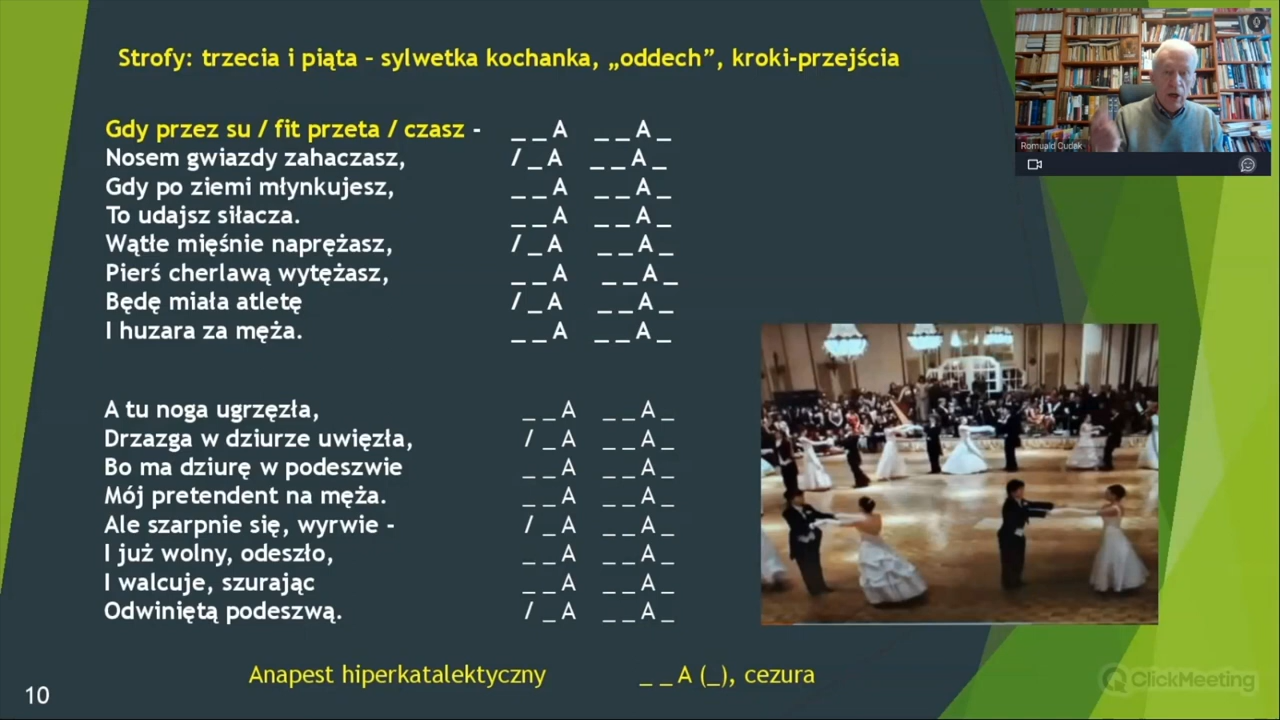 Strofy: trzecia i piąta – sylwetka kochanka, „oddech”, kroki-przejścia
Gdy przez su / fit przeta / czasz - _ _ A _ _ A _
Nosem gwiazdy zahaczasz, / _ A _ _ A _
Gdy po ziemi młynkujesz, _ _ A _ _ A _
To udajsz siłacza. _ _ A _ _ A _
Wątłe mięśnie naprężasz, / _ A _ _ A _
Pierś cherlawą wytężasz, _ _ A _ _ A _
Będę miała atletę / _ A _ _ A _
I huzara za męża. _ _ A _ _ A _
A tu noga ugrzęzła, _ _ A _ _ A _
Drzazga w dziurze uwięzła, / _ A _ _ A _
Bo ma dziurę w podeszwie _ _ A _ _ A _
Mój pretendent na męża. _ _ A _ _ A _
Ale szarpnie się, wyrwie - / _ A _ _ A _
I już wolny, odeszło, _ _ A _ _ A _
I walcuje, szurając _ _ A _ _ A _
Odwiniętą podeszwą. / _ A _ _ A _
Anapest hiperkatalektyczny _ _ A (_), cezura
10
Romuald Cudak
ClickMeeting